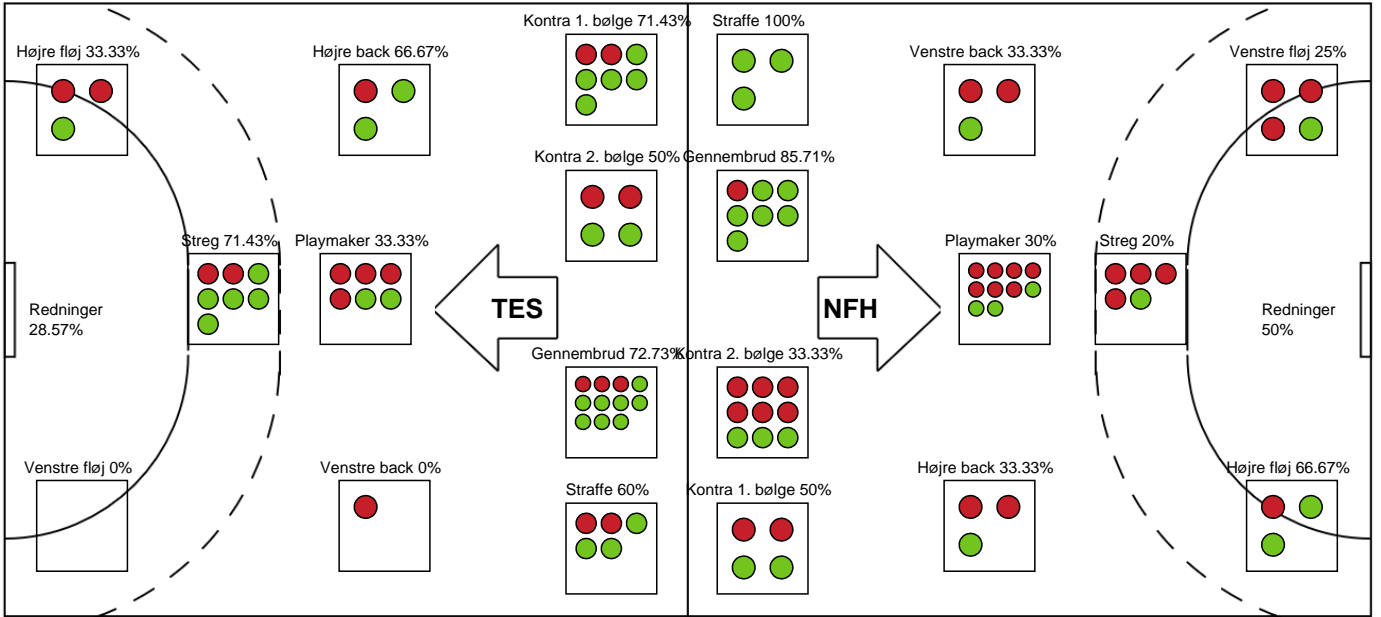 Kontra 1. bølge 71.43%
Straffe 100%
Højre fløj 33.33%
Højre back 66.67%
Venstre back 33.33%
Venstre fløj 25%
Kontra 2. bølge 50%
Gennembrud 85.71%
Streg 71.43%
Playmaker 33.33%
Playmaker 30%
Streg 20%
TES
NFH
Redninger
28.57%
Redninger
50%
Gennembrud 72.73%
Kontra 2. bølge 33.33%
Venstre fløj 0%
Venstre back 0%
Højre back 33.33%
Højre fløj 66.67%
Straffe 60%
Kontra 1. bølge 50%